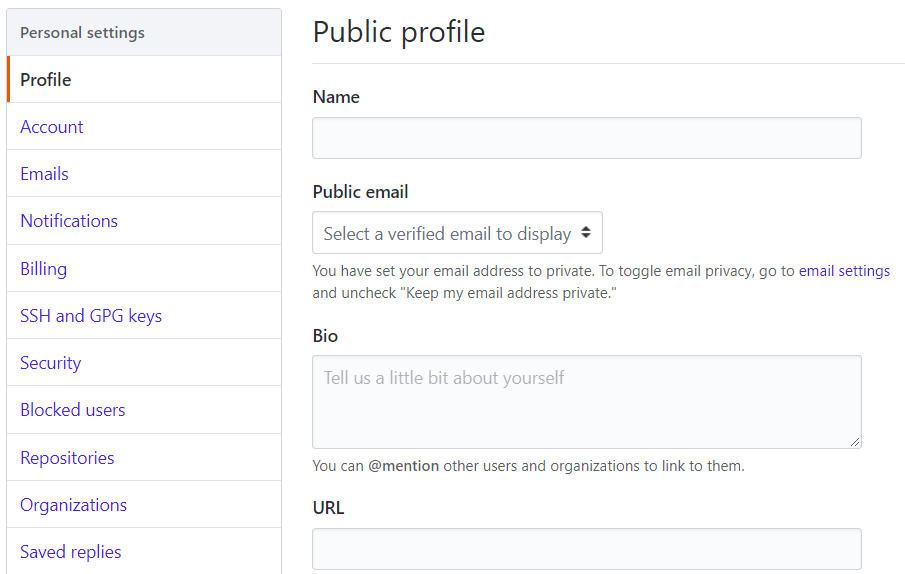 Personal settings
Profile
Account
Emails
Notifications
Billing
SSH and GPG keys
Security
Blocked users
Repositories
Organizations
Saved replies
Public profile
Name
Public email
Select a verified email to display
You have set your email address to private. To toggle email privacy, go to email settings
and uncheck "Keep my email address private."
Bio
Tell us a little bit about yourself
You can @mention other users and organizations to link to them.
URL